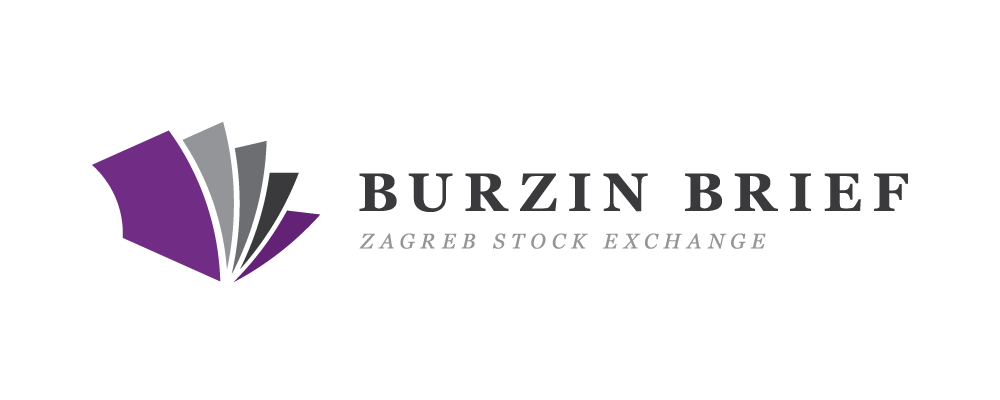 BURZIN BRIEF
ZAGREB STOCK EXCHANGE